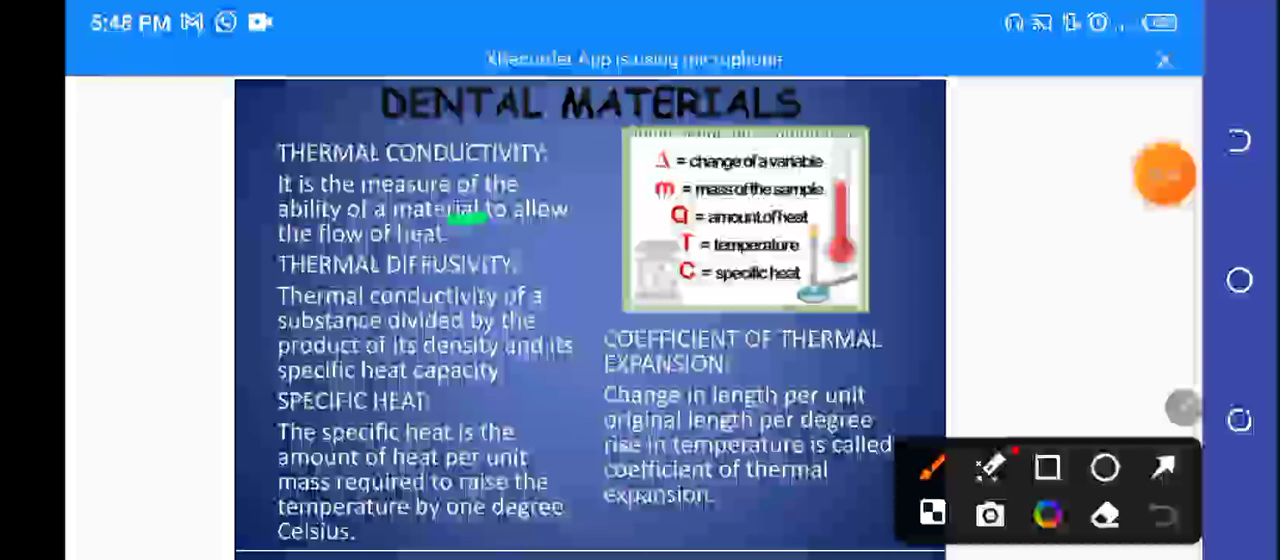 5:48 PM
XRecorder App is using microphone
DENTAL MATERIALS
THERMAL CONDUCTIVITY:
It is the measure of the
ability of a material to allow
the flow of heat.
THERMAL DIFFUSIVITY:
Thermal conductivity of a
substance divided by the
product of its density and its
specific heat capacity
SPECIFIC HEAT:
The specific heat is the
amount of heat per unit
mass required to raise the
temperature by one degree
Celsius.
Δ = change of a variable
m = mass of the sample
q = amount of heat
T = temperature
C = specific heat
COEFFICIENT OF THERMAL
EXPANSION:
Change in length per unit
original length per degree
rise in temperature is called
coefficient of thermal
expansion.